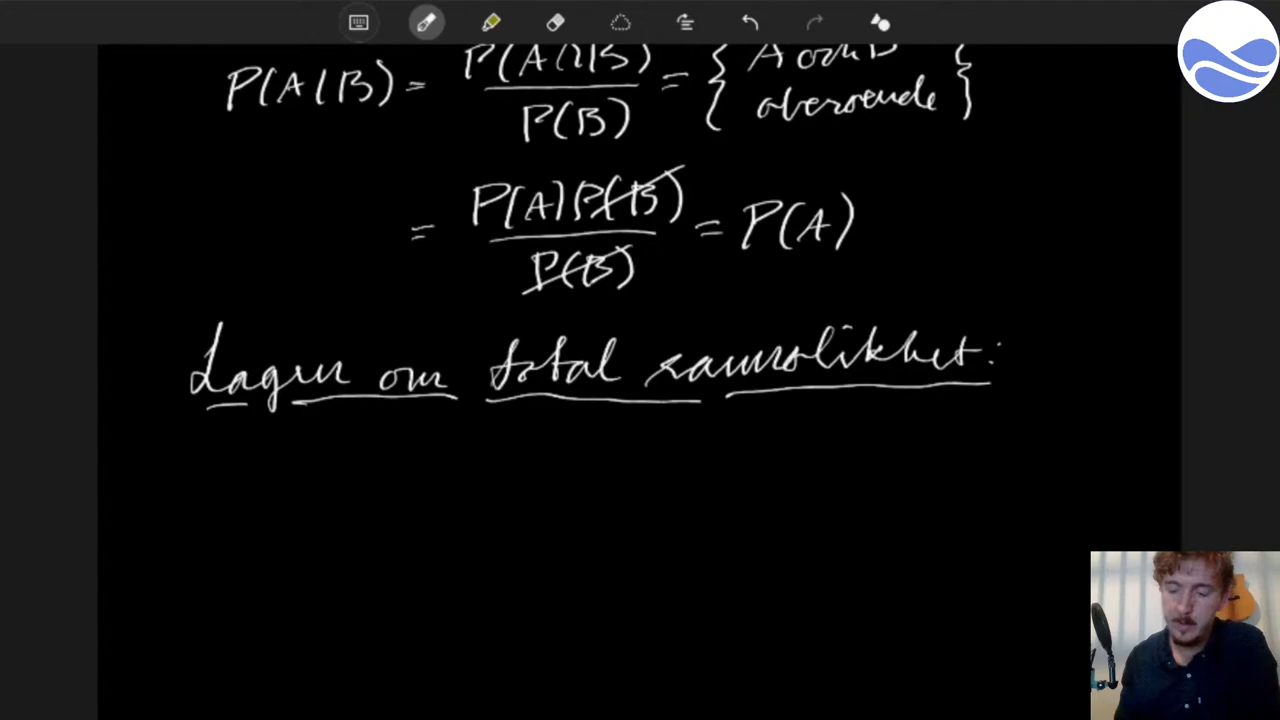 P(A|B) = P(A∩B) / P(B) = { A och B oberoende }
= P(A)P(B) / P(B) = P(A)
Lagen om total sannolikhet: